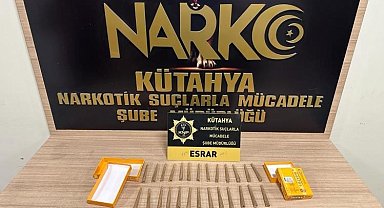 NARKO
KÜTAHYA
NARKOTİK SUÇLARLA MÜCADELE
ŞUBE MÜDÜRLÜĞÜ
KÜTAHYA
NARKOTİK SUÇLARLA
MÜCADELE
ŞUBE MÜDÜRLÜĞÜ
ESRAR